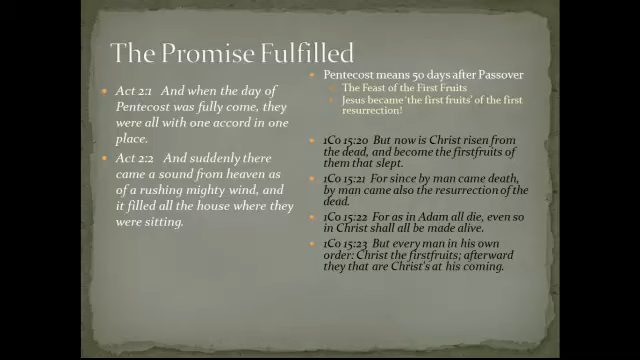 The Promise Fulfilled
Act 2:1 And when the day of
Pentecost was fully come, they
were all with one accord in one
place.
Act 2:2 And suddenly there
came a sound from heaven as
of a rushing mighty wind, and
it filled all the house where they
were sitting.
Pentecost means 50 days after Passover
The Feast of the First Fruits
Jesus became 'the first fruits' of the first
resurrection!
1Co 15:20 But now is Christ risen from
the dead, and become the firstfruits of
them that slept.
1Co 15:21 For since by man came death,
by man came also the resurrection of the
dead.
1Co 15:22 For as in Adam all die, even so
in Christ shall all be made alive.
1Co 15:23 But every man in his own
order: Christ the firstfruits; afterward
they that are Christ's at his coming.